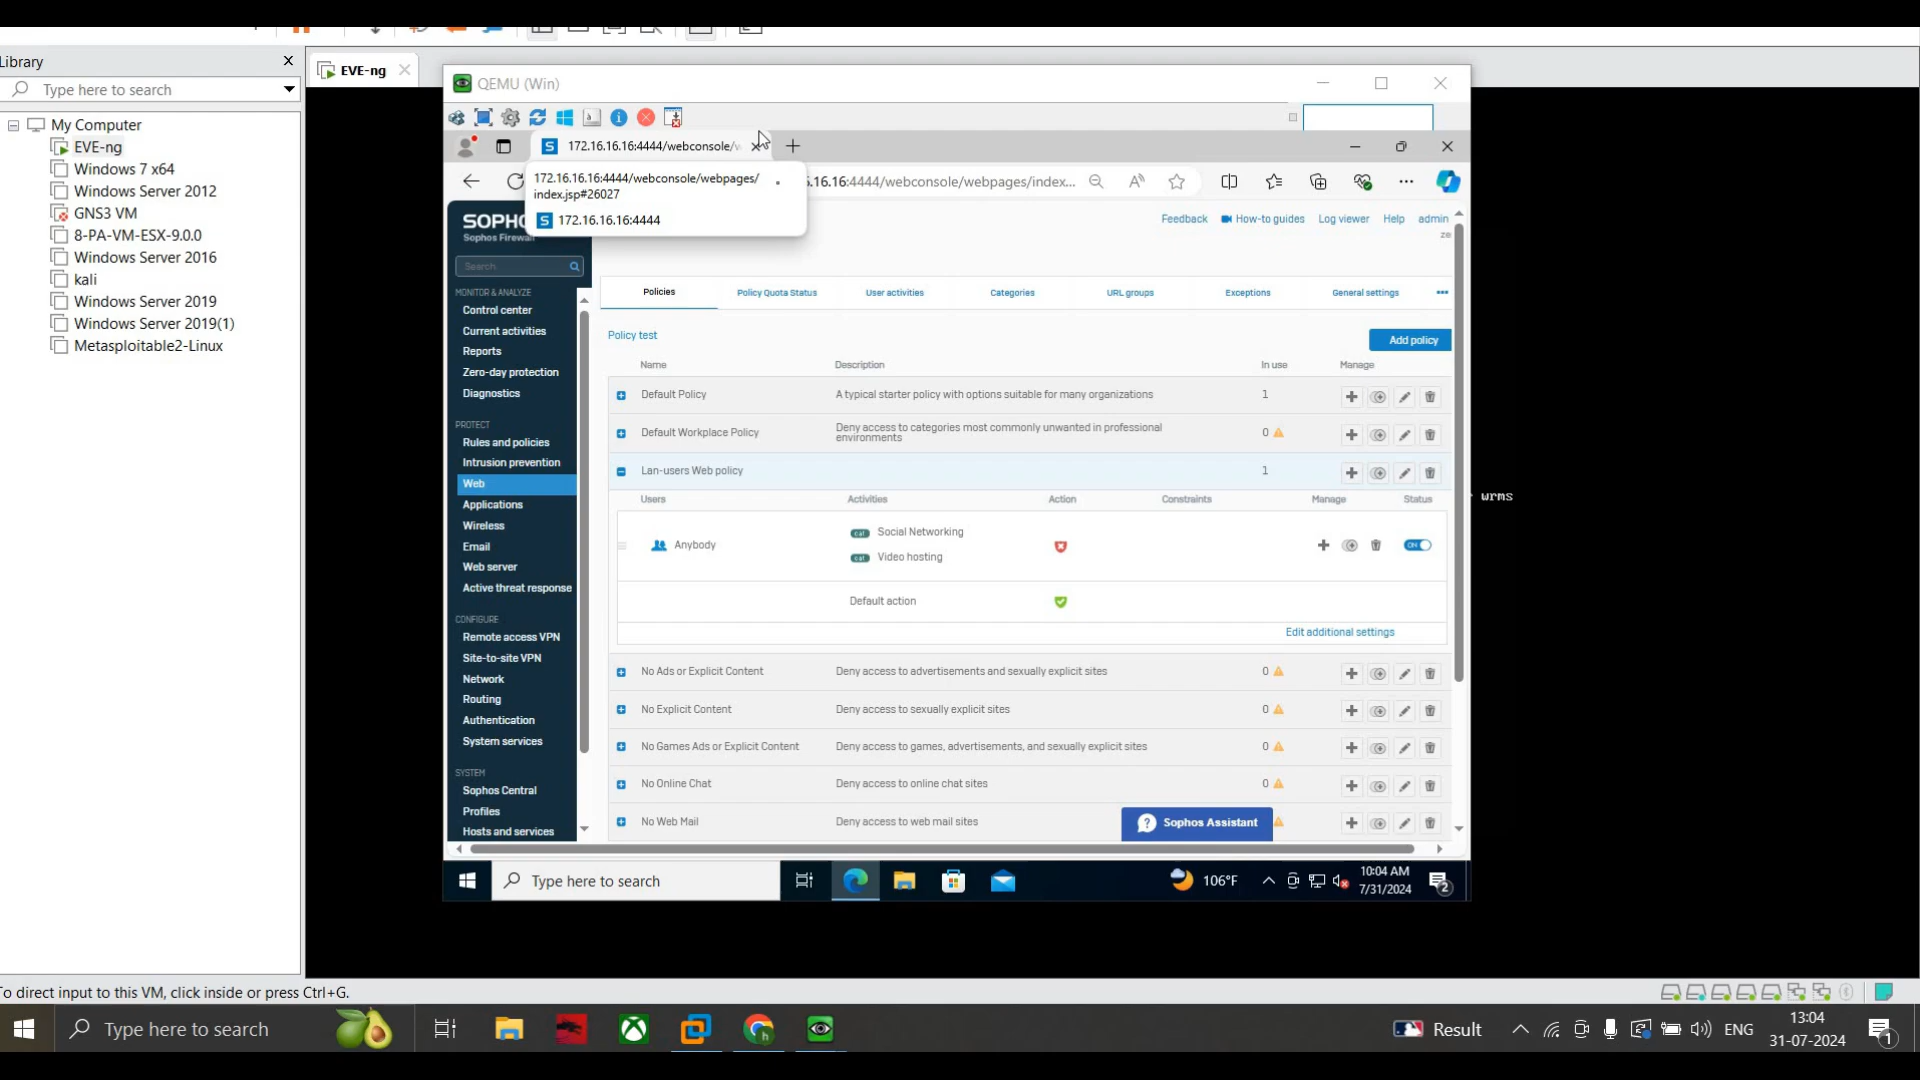 Library
Type here to search
My Computer
EVE-ng
Windows 7 x64
Windows Server 2012
GNS3 VM
8-PA-VM-ESX-9.0.0
Windows Server 2016
kali
Windows Server 2019
Windows Server 2019(1)
Metasploitable2-Linux
EVE-ng
QEMU (Win)
172.16.16.16:4444/webconsole/w
.16.16:4444/webconsole/webpages/index...
172.16.16.16:4444/webconsole/webpages/
index.jsp#26027
172.16.16.16:4444
SOPHO
Sophos Firewall
Search
Feedback How-to guides Log viewer Help admin
ze
MONITOR & ANALYZE
Control center
Current activities
Reports
Zero-day protection
Diagnostics
PROTECT
Rules and policies
Intrusion prevention
Web
Applications
Wireless
Email
Web server
Active threat response
CONFIGURE
Remote access VPN
Site-to-site VPN
Network
Routing
Authentication
System services
SYSTEM
Sophos Central
Profiles
Hosts and services
Policies Policy Quota Status User activities Categories URL groups Exceptions General settings •••
Policy test
Add policy
Name Description In use Manage
Default Policy A typical starter policy with options suitable for many organizations 1
Default Workplace Policy Deny access to categories most commonly unwanted in professional environments 0
Lan-users Web policy 1
Users Activities Action Constraints Manage Status
Anybody cat Social Networking ON
cat Video hosting
Default action
Edit additional settings
No Ads or Explicit Content Deny access to advertisements and sexually explicit sites 0
No Explicit Content Deny access to sexually explicit sites 0
No Games Ads or Explicit Content Deny access to games, advertisements, and sexually explicit sites 0
No Online Chat Deny access to online chat sites 0
No Web Mail Deny access to web mail sites
Sophos Assistant
wrms
Type here to search
106°F
10:04 AM
7/31/2024
2
To direct input to this VM, click inside or press Ctrl+G.
Type here to search
Result
ENG
13:04
31-07-2024
1